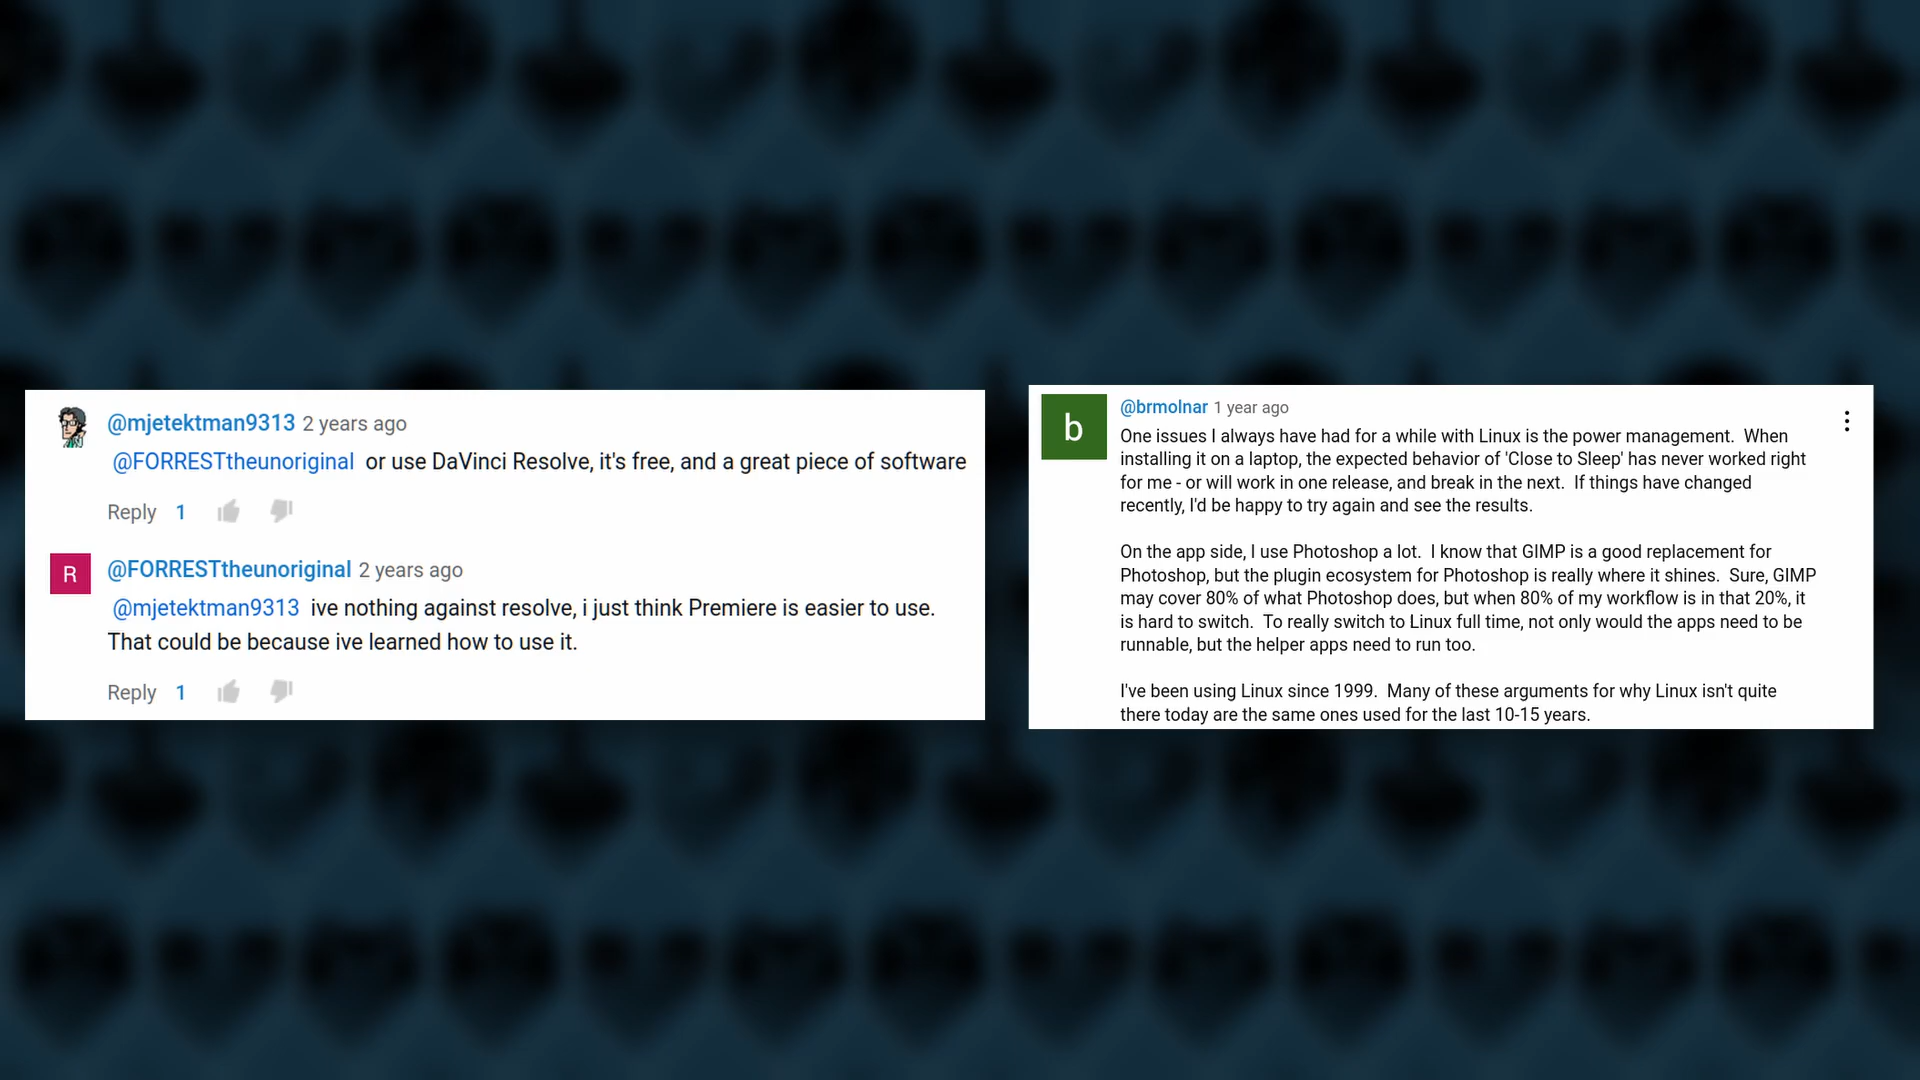 @mjetektman9313 2 years ago
@FORRESTtheunoriginal or use DaVinci Resolve, it's free, and a great piece of software
Reply 1
R
@FORRESTtheunoriginal 2 years ago
@mjetektman9313 ive nothing against resolve, i just think Premiere is easier to use.
That could be because ive learned how to use it.
Reply 1
b
@brmolnar 1 year ago
One issues I always have had for a while with Linux is the power management.  When
installing it on a laptop, the expected behavior of 'Close to Sleep' has never worked right
for me - or will work in one release, and break in the next.  If things have changed
recently, I'd be happy to try again and see the results.
On the app side, I use Photoshop a lot.  I know that GIMP is a good replacement for
Photoshop, but the plugin ecosystem for Photoshop is really where it shines.  Sure, GIMP
may cover 80% of what Photoshop does, but when 80% of my workflow is in that 20%, it
is hard to switch.  To really switch to Linux full time, not only would the apps need to be
runnable, but the helper apps need to run too.
I've been using Linux since 1999.  Many of these arguments for why Linux isn't quite
there today are the same ones used for the last 10-15 years.